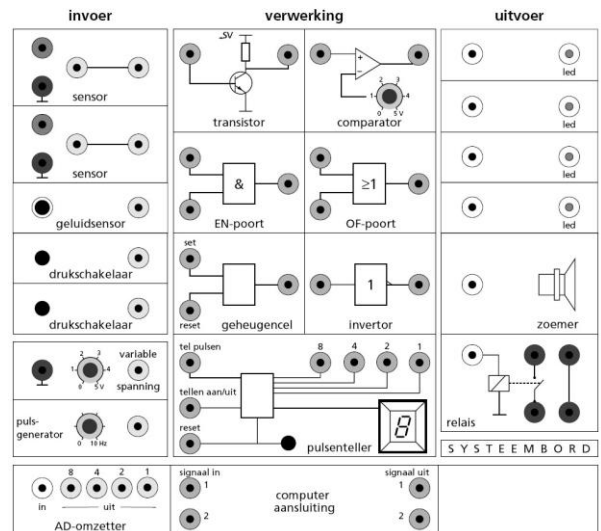 invoer
sensor
sensor
geluidsensor
drukschakelaar
drukschakelaar
2 3
1 4
0 5 V
variable
spanning
puls-
generator
0 10 Hz
8 4 2 1
in uit
AD-omzetter
verwerking
5V
transistor
+
-
2 3
1 4
0 5 V
comparator
&
EN-poort
≥1
OF-poort
set
reset
geheugencel
1
invertor
tel pulsen
8 4 2 1
tellen aan/uit
reset
8
pulsenteller
signaal in
1
2
computer
aansluiting
signaal uit
1
2
uitvoer
led
led
led
led
zoemer
relais
SYSTEEMBORD